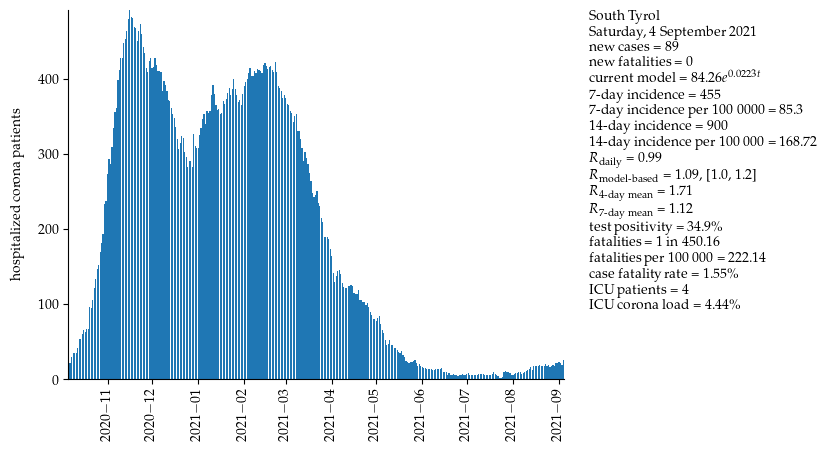 South Tyrol
Saturday, 4 September 2021
new cases = 89
new fatalities = 0
current model = 84.26e^0.0223t
7-day incidence = 455
7-day incidence per 100 0000 = 85.3
14-day incidence = 900
14-day incidence per 100 000 = 168.72
R_daily = 0.99
R_model-based = 1.09, [1.0, 1.2]
R_4-day mean = 1.71
R_7-day mean = 1.12
test positivity = 34.9%
fatalities = 1 in 450.16
fatalities per 100 000 = 222.14
case fatality rate = 1.55%
ICU patients = 4
ICU corona load = 4.44%
hospitalized corona patients
400
300
200
100
0
2020−11
2020−12
2021−01
2021−02
2021−03
2021−04
2021−05
2021−06
2021−07
2021−08
2021−09